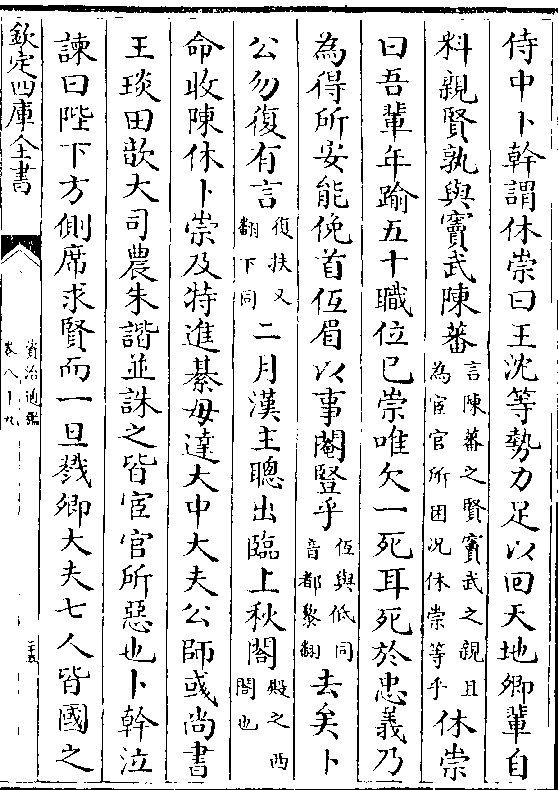 侍中卜幹謂休崇曰王沈等勢力足以回天地卿輩自
料親賢孰與竇武陳蕃言陳蕃之賢竇武之親且為宦官所困况休崇等乎休崇
曰吾輩年踰五十職位已崇唯欠一死耳死於忠義乃
為得所安能俛首仾眉以事閹豎乎仾與低同音都黎翻去矣卜
公勿復有言復扶又翻下同二月漢主聰出臨上秋閣殿之西閣也
命收陳休卜崇及特進綦毋達大中大夫公師彧尚書
王琰田歆大司農朱諧並誅之皆宦官所惡也卜幹泣
諫曰陛下方側席求賢而一旦戮卿大夫七人皆國之
欽定四庫全書
資治通鑑
卷八十九